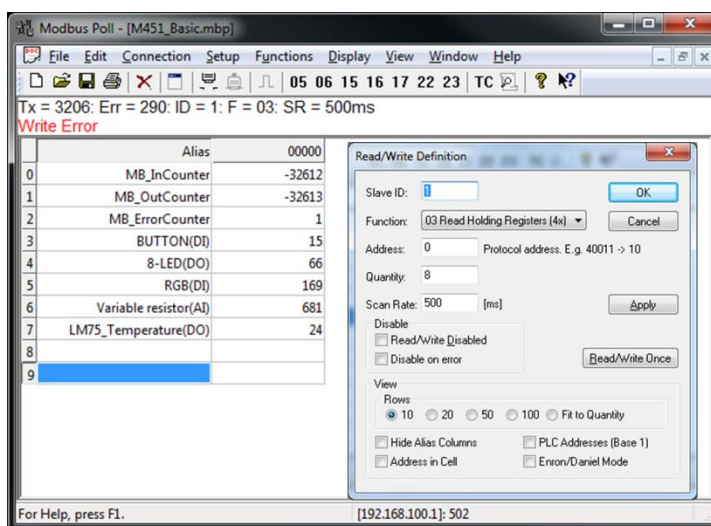 Modbus Poll - [M451_Basic.mbp]
File Edit Connection Setup Functions Display View Window Help
05 06 15 16 17 22 23 TC
Tx = 3206: Err = 290: ID = 1: F = 03: SR = 500ms
Write Error
Alias 00000
0 MB_InCounter -32612
1 MB_OutCounter -32613
2 MB_ErrorCounter 1
3 BUTTON(DI) 15
4 8-LED(DO) 66
5 RGB(DI) 169
6 Variable resistor(AI) 681
7 LM75_Temperature(DO) 24
8
9
Read/Write Definition
Slave ID: 1 OK
Function: 03 Read Holding Registers (4x) Cancel
Address: 0 Protocol address. E.g. 40011 -> 10
Quantity: 8
Scan Rate: 500 [ms] Apply
Disable
Read/Write Disabled
Disable on error Read/Write Once
View
Rows
10 20 50 100 Fit to Quantity
Hide Alias Columns PLC Addresses (Base 1)
Address in Cell Enron/Daniel Mode
For Help, press F1. [192.168.100.1]: 502